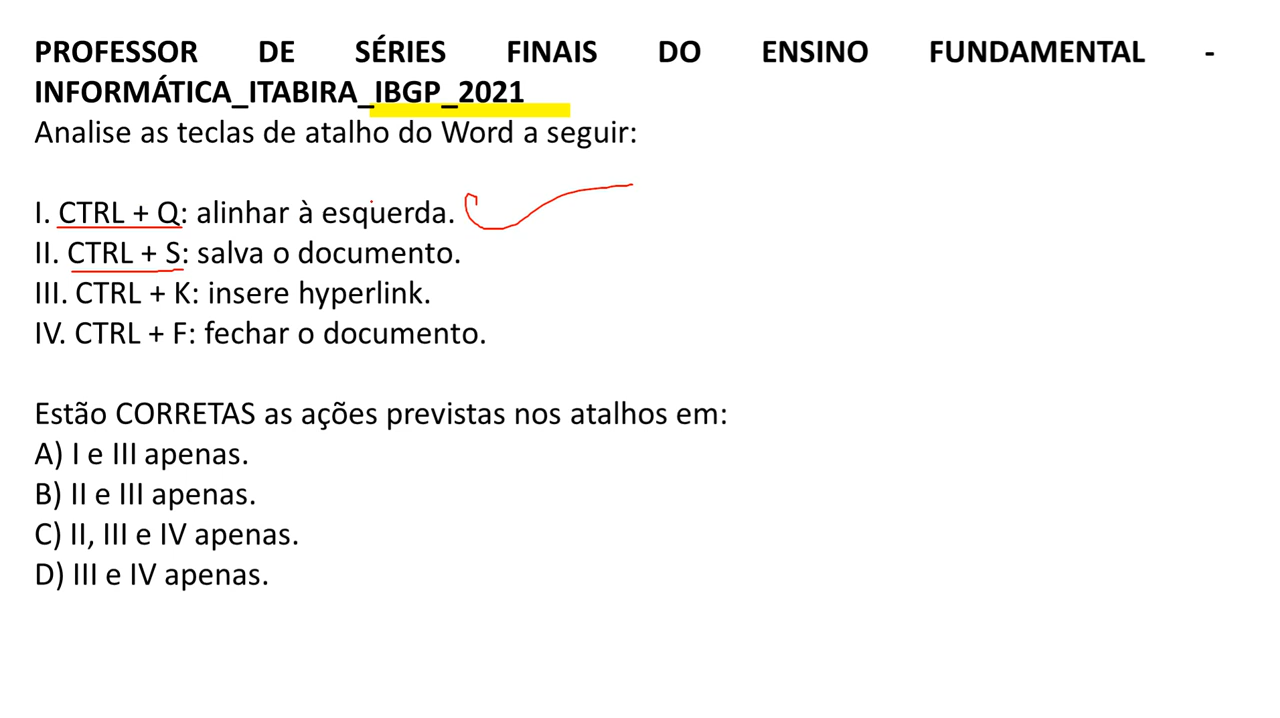 PROFESSOR DE SÉRIES FINAIS DO ENSINO FUNDAMENTAL -
INFORMÁTICA_ITABIRA_IBGP_2021
Analise as teclas de atalho do Word a seguir:
I. CTRL + Q: alinhar à esquerda.
II. CTRL + S: salva o documento.
III. CTRL + K: insere hyperlink.
IV. CTRL + F: fechar o documento.
Estão CORRETAS as ações previstas nos atalhos em:
A) I e III apenas.
B) II e III apenas.
C) II, III e IV apenas.
D) III e IV apenas.